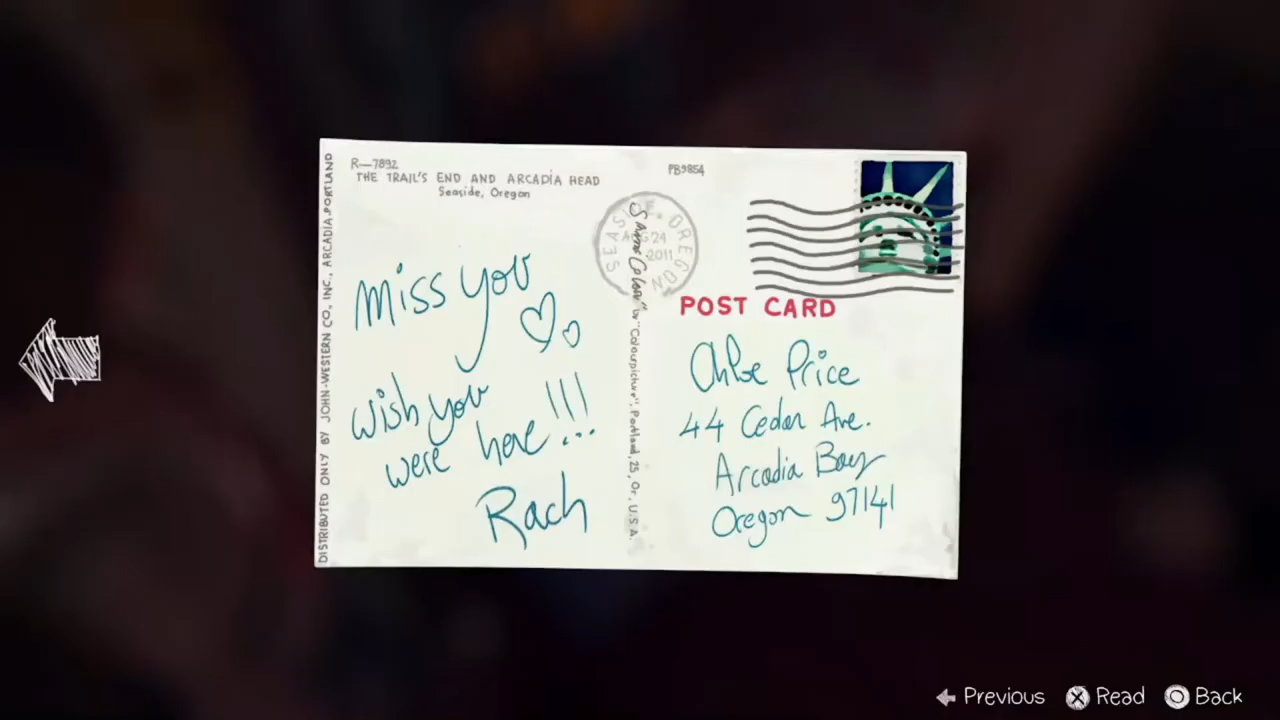 R—7892
THE TRAIL'S END AND ARCADIA HEAD
Seaside, Oregon
PB9854
SEASIDE, OREGON
AUG 24
2011
POST CARD
Miss you
Wish you
were here!!!
Rach
Chloe Price
44 Cedar Ave.
Arcadia Bay
Oregon 97141
DISTRIBUTED ONLY BY JOHN-WESTERN CO., INC., ARCADIA-PORTLAND
by "Colourpicture", Portland, 25, Or., U.S.A.
Previous
Read
Back